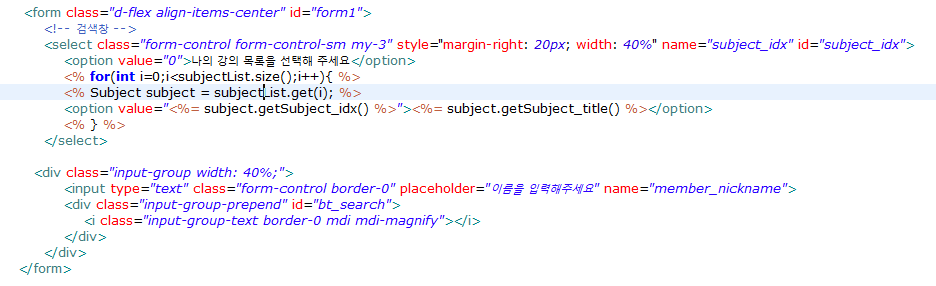 <form class="d-flex align-items-center" id="form1">
<!-- 검색창 -->
<select class="form-control form-control-sm my-3" style="margin-right: 20px; width: 40%" name="subject_idx" id="subject_idx">
<option value="0">나의 강의 목록을 선택해 주세요</option>
<% for(int i=0;i<subjectList.size();i++){ %>
<% Subject subject = subjectList.get(i); %>
<option value="<%= subject.getSubject_idx() %>"><%= subject.getSubject_title() %></option>
<% } %>
</select>
<div class="input-group width: 40%;">
<input type="text" class="form-control border-0" placeholder="이름을 입력해주세요" name="member_nickname">
<div class="input-group-prepend" id="bt_search">
<i class="input-group-text border-0 mdi mdi-magnify"></i>
</div>
</div>
</form>